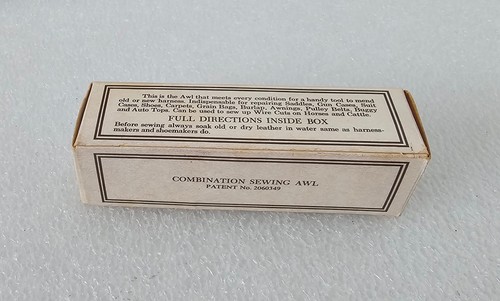 This is the Awl that meets every condition for a handy tool to mend
old or new harness. Indispensable for repairing Saddles, Gun Cases, Suit
Cases, Shoes, Carpets, Grain Bags, Burlap, Awnings, Pulley Belts, Buggy
and Auto Tops. Can be used to sew up Wire Cuts on Horses and Cattle.
FULL DIRECTIONS INSIDE BOX
Before sewing always soak old or dry leather in water same as harness-
makers and shoemakers do.
COMBINATION SEWING AWL
PATENT No. 2060349